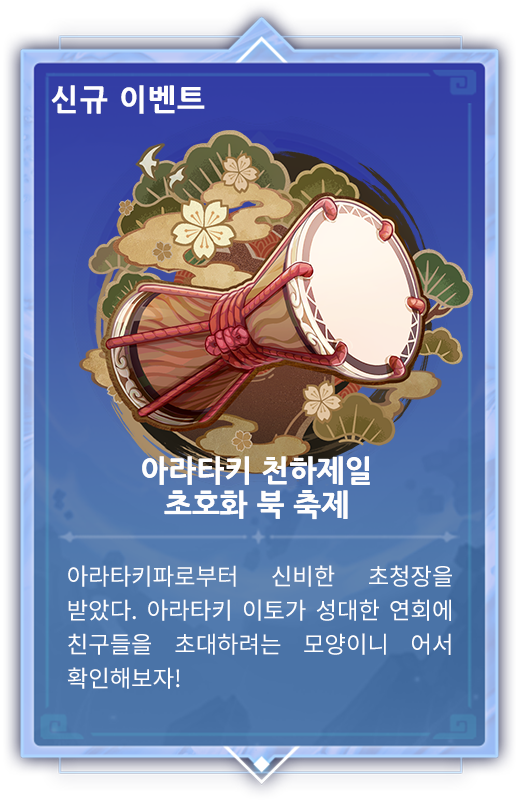 신규 이벤트
아라타키 천하제일
초호화 북 축제
아라타키파로부터 신비한 초청장을
받았다. 아라타키 이토가 성대한 연회에
친구들을 초대하려는 모양이니 어서
확인해보자!